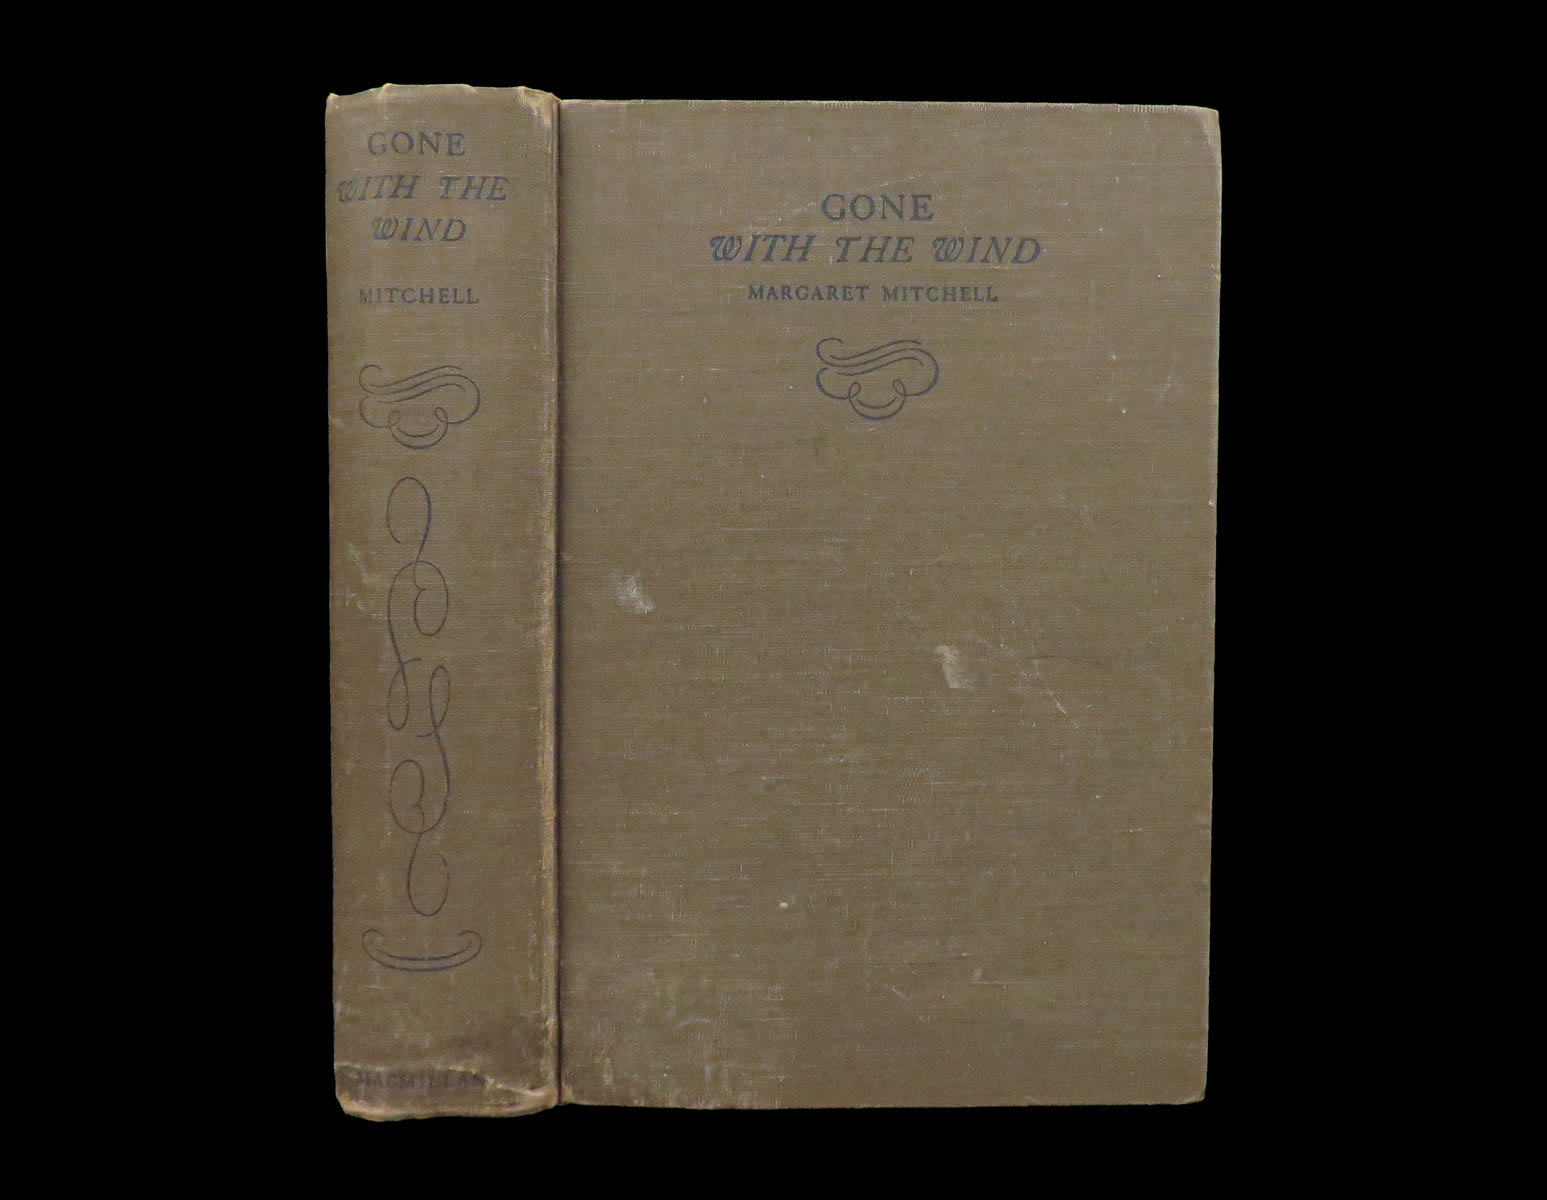 GONE
WITH THE
WIND
MITCHELL
MACMILLAN
GONE
WITH THE WIND
MARGARET MITCHELL